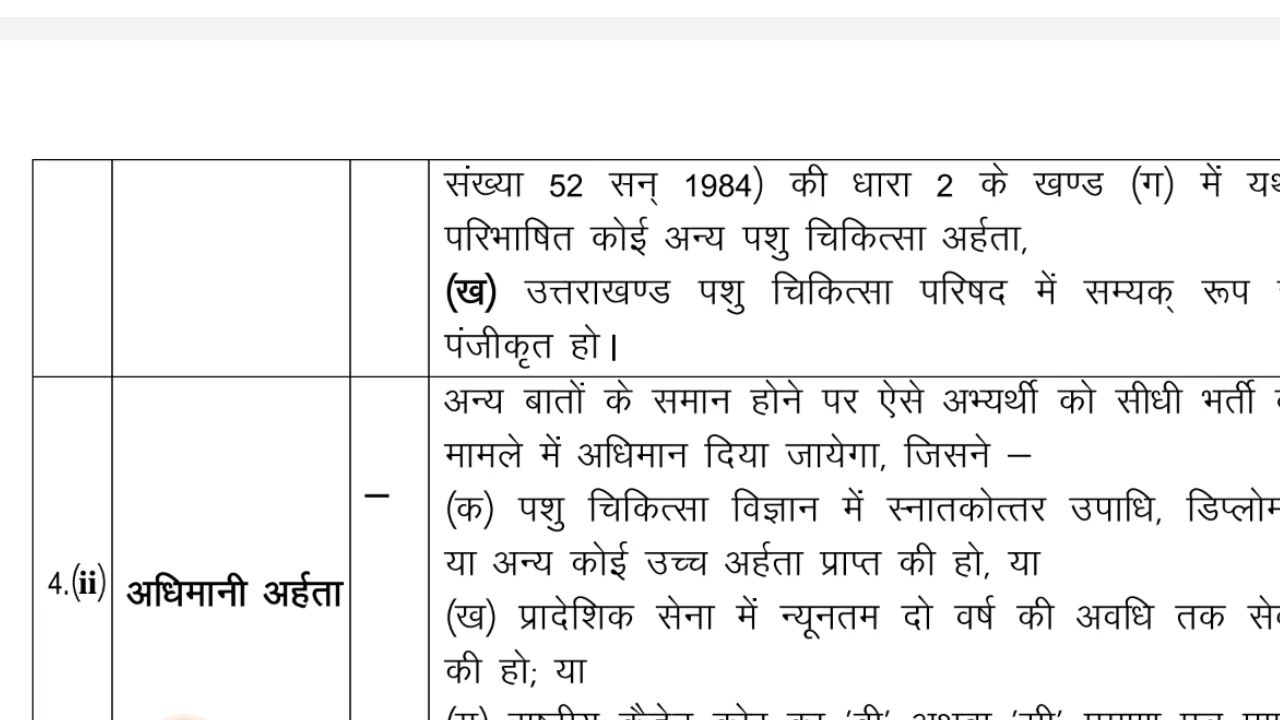 संख्या 52 सन् 1984) की धारा 2 के खण्ड (ग) में
परिभाषित कोई अन्य पशु चिकित्सा अर्हता,
(ख) उत्तराखण्ड पशु चिकित्सा परिषद में सम्यक् रूप
पंजीकृत हो।
4.(ii)
अधिमानी अर्हता
–
अन्य बातों के समान होने पर ऐसे अभ्यर्थी को सीधी भर्ती
मामले में अधिमान दिया जायेगा, जिसने –
(क) पशु चिकित्सा विज्ञान में स्नातकोत्तर उपाधि,
या अन्य कोई उच्च अर्हता प्राप्त की हो, या
(ख) प्रादेशिक सेना में न्यूनतम दो वर्ष की अवधि तक
की हो; या